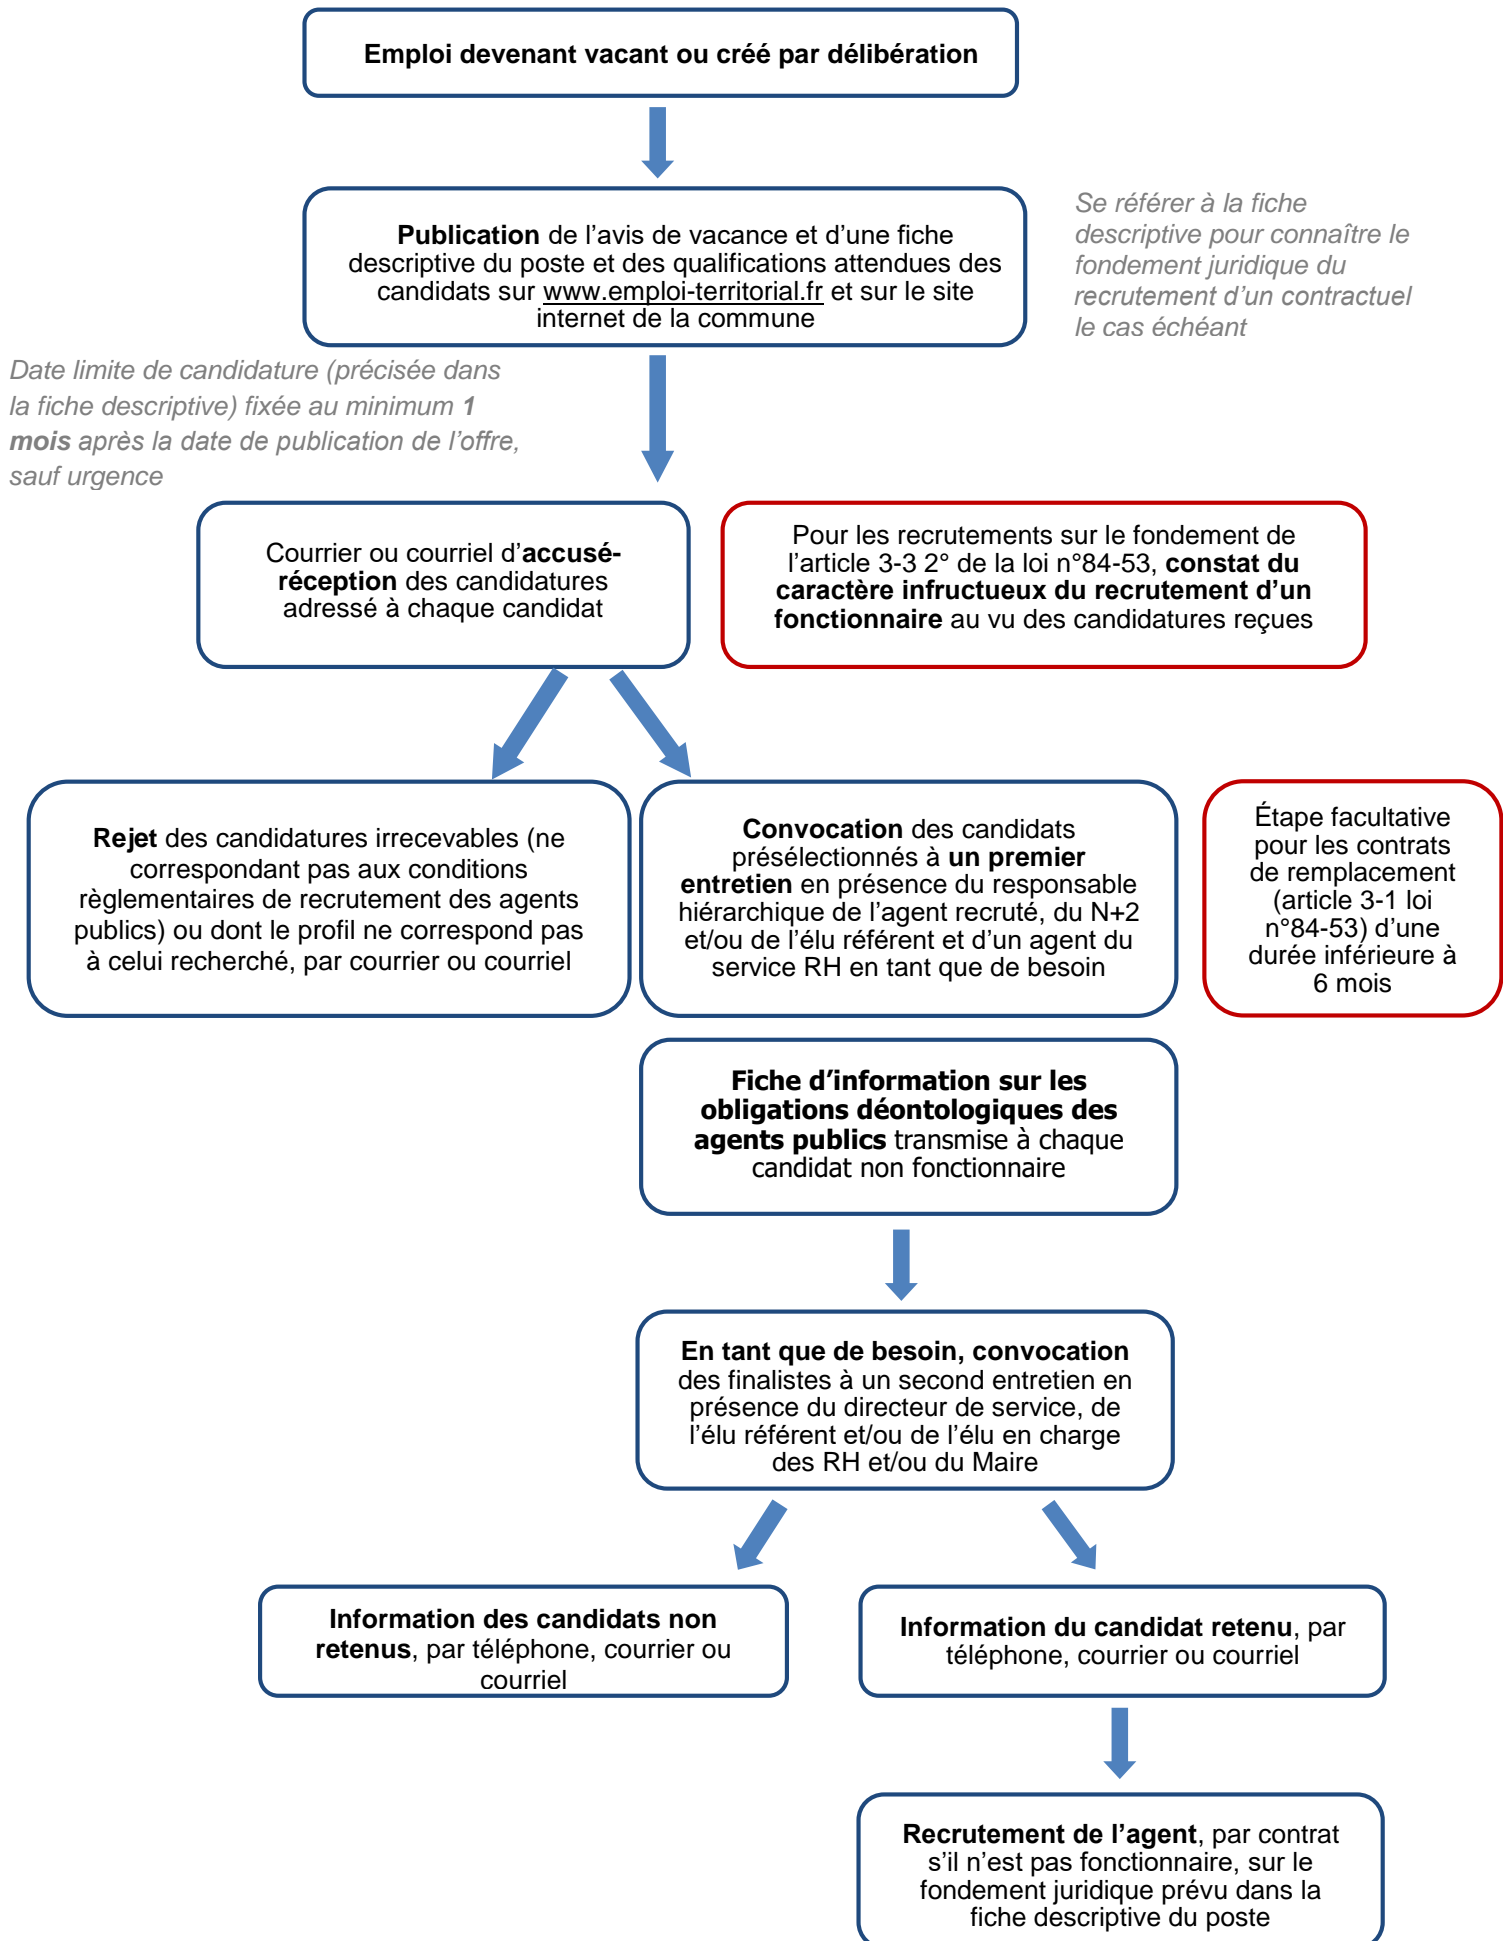 Emploi devenant vacant ou créé par délibération
Publication de l’avis de vacance et d’une fiche
descriptive du poste et des qualifications attendues des
candidats sur www.emploi-territorial.fr et sur le site
internet de la commune
Se référer à la fiche
descriptive pour connaître le
fondement juridique du
recrutement d’un contractuel
le cas échéant
Date limite de candidature (précisée dans
la fiche descriptive) fixée au minimum 1
mois après la date de publication de l’offre,
sauf urgence
Courrier ou courriel d’accusé-
réception des candidatures
adressé à chaque candidat
Pour les recrutements sur le fondement de
l’article 3-3 2° de la loi n°84-53, constat du
caractère infructueux du recrutement d’un
fonctionnaire au vu des candidatures reçues
Rejet des candidatures irrecevables (ne
correspondant pas aux conditions
règlementaires de recrutement des agents
publics) ou dont le profil ne correspond pas
à celui recherché, par courrier ou courriel
Convocation des candidats
présélectionnés à un premier
entretien en présence du responsable
hiérarchique de l’agent recruté, du N+2
et/ou de l’élu référent et d’un agent du
service RH en tant que de besoin
Étape facultative
pour les contrats
de remplacement
(article 3-1 loi
n°84-53) d’une
durée inférieure à
6 mois
Fiche d’information sur les
obligations déontologiques des
agents publics transmise à chaque
candidat non fonctionnaire
En tant que de besoin, convocation
des finalistes à un second entretien en
présence du directeur de service, de
l’élu référent et/ou de l’élu en charge
des RH et/ou du Maire
Information des candidats non
retenus, par téléphone, courrier ou
courriel
Information du candidat retenu, par
téléphone, courrier ou courriel
Recrutement de l’agent, par contrat
s’il n’est pas fonctionnaire, sur le
fondement juridique prévu dans la
fiche descriptive du poste